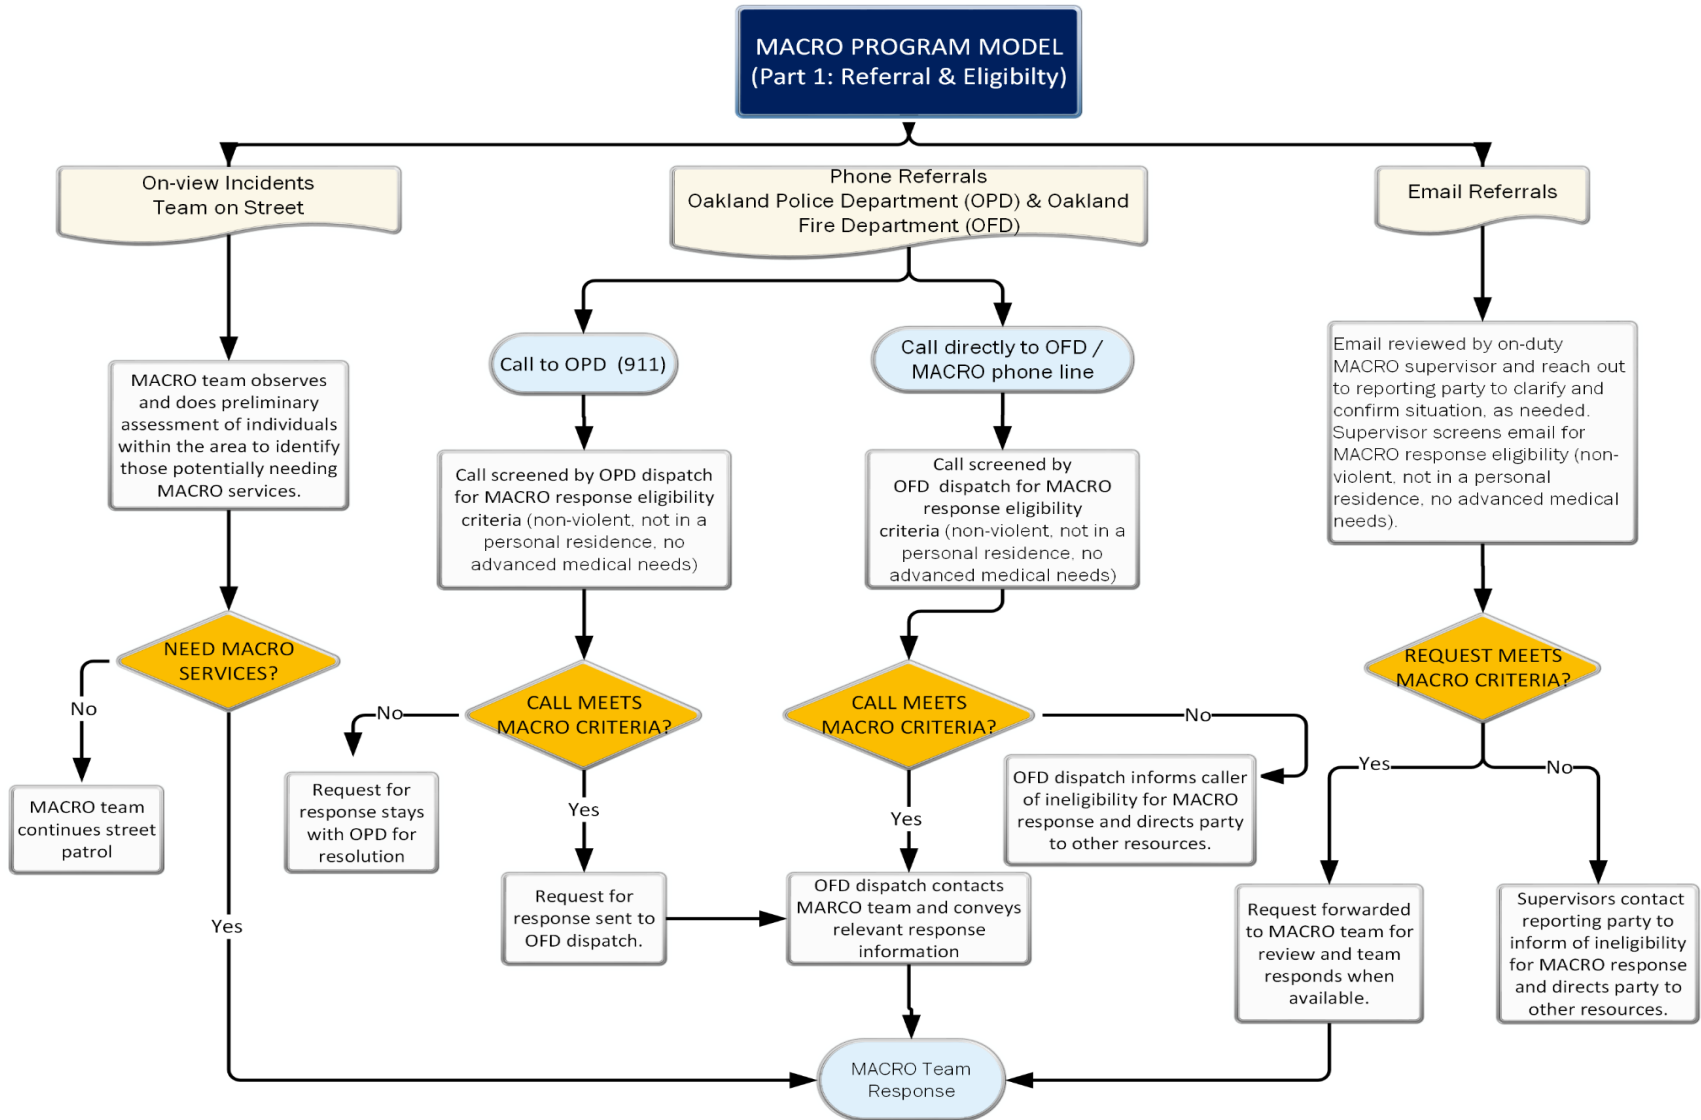 MACRO PROGRAM MODEL
(Part 1: Referral & Eligibilty)
On-view Incidents
Team on Street
Phone Referrals
Oakland Police Department (OPD) & Oakland
Fire Department (OFD)
Email Referrals
Call to OPD (911)
Call directly to OFD /
MACRO phone line
MACRO team observes
and does preliminary
assessment of individuals
within the area to identify
those potentially needing
MACRO services.
Call screened by OPD dispatch
for MACRO response eligibility
criteria (non-violent, not in a
personal residence, no
advanced medical needs)
Call screened by
OFD dispatch for MACRO
response eligibility
criteria (non-violent, not in a
personal residence, no
advanced medical needs)
Email reviewed by on-duty
MACRO supervisor and reach out
to reporting party to clarify and
confirm situation, as needed.
Supervisor screens email for
MACRO response eligibility (non-
violent, not in a personal
residence, no advanced medical
needs).
NEED MACRO
SERVICES?
No
MACRO team
continues street
patrol
Yes
CALL MEETS
MACRO CRITERIA?
No
Request for
response stays
with OPD for
resolution
Yes
Request for
response sent to
OFD dispatch.
CALL MEETS
MACRO CRITERIA?
No
OFD dispatch informs caller
of ineligibility for MACRO
response and directs party
to other resources.
Yes
OFD dispatch contacts
MARCO team and conveys
relevant response
information
REQUEST MEETS
MACRO CRITERIA?
Yes
No
Request forwarded
to MACRO team for
review and team
responds when
available.
Supervisors contact
reporting party to
inform of ineligibility
for MACRO response
and directs party to
other resources.
MACRO Team
Response